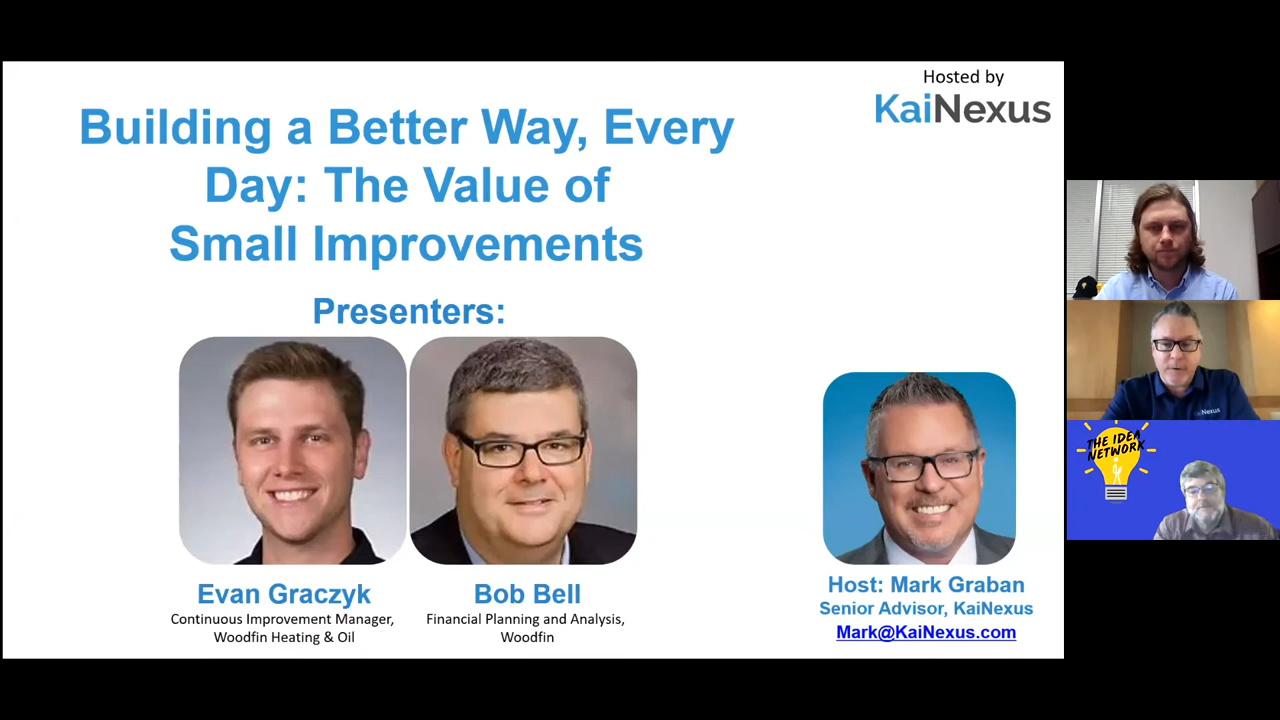 Hosted by
KaiNexus
Building a Better Way, Every
Day: The Value of
Small Improvements
Presenters:
Evan Graczyk
Continuous Improvement Manager,
Woodfin Heating & Oil
Bob Bell
Financial Planning and Analysis,
Woodfin
Host: Mark Graban
Senior Advisor, KaiNexus
Mark@KaiNexus.com
Nexus
THE IDEA
NETWORK